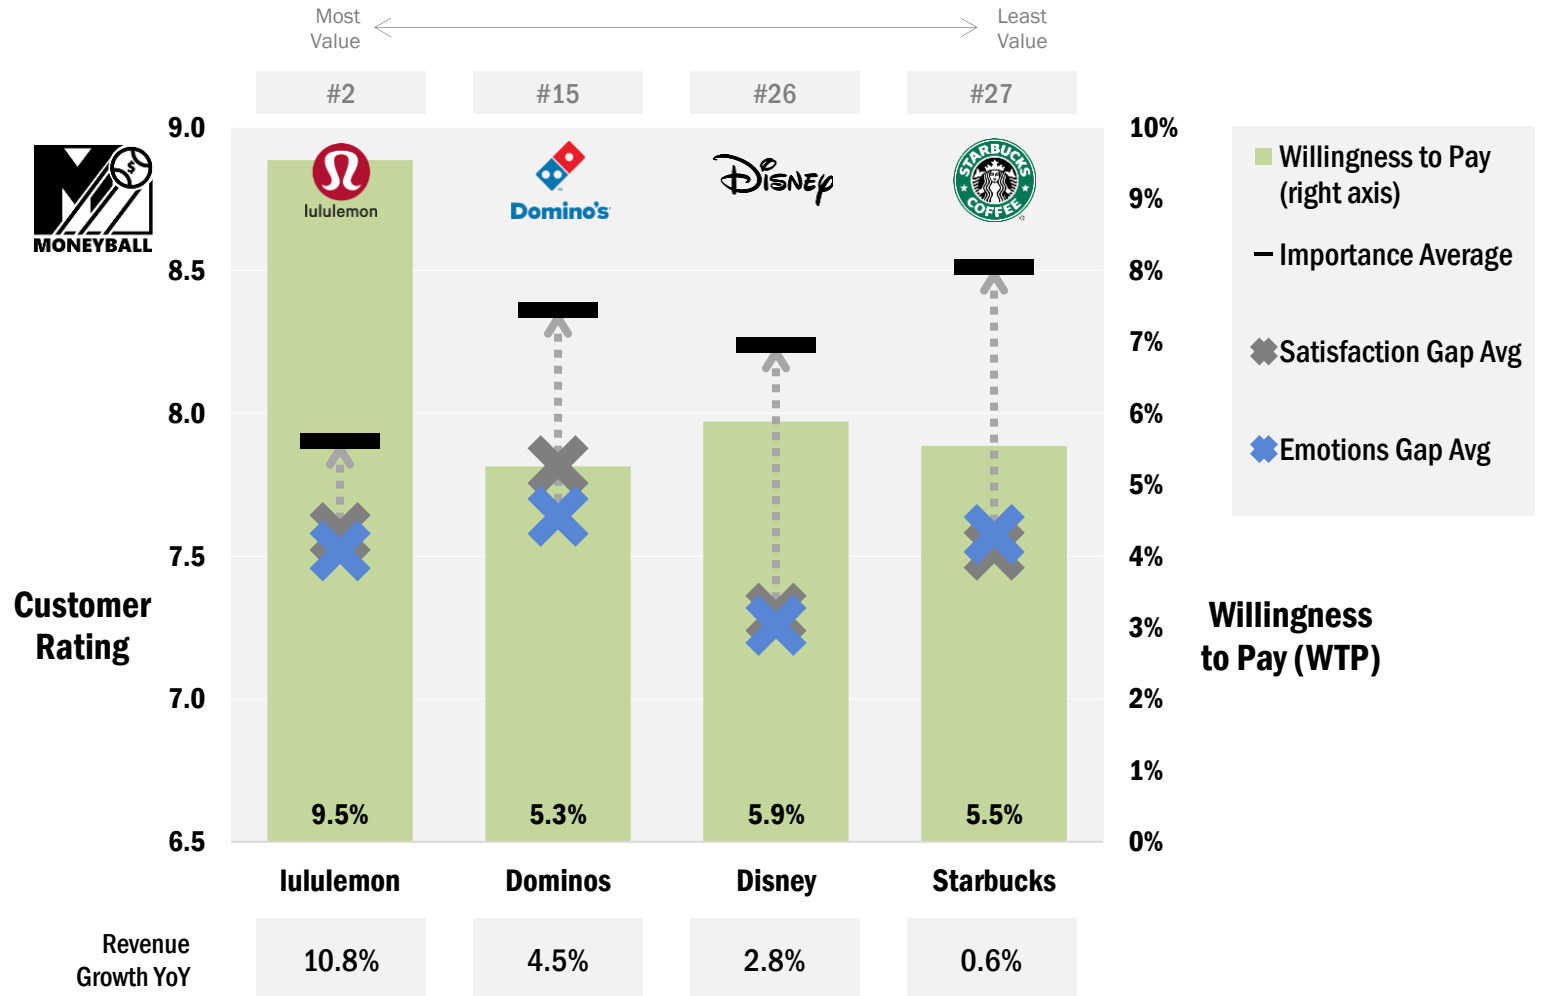 Most
Value
Least
Value
#2
#15
#26
#27
MONEYBALL
$
9.0
8.5
8.0
7.5
7.0
6.5
Customer
Rating
lululemon
Domino's
Disney
STARBUCKS
COFFEE
10%
9%
8%
7%
6%
5%
4%
3%
2%
1%
0%
Willingness
to Pay (WTP)
Willingness to Pay
(right axis)
Importance Average
Satisfaction Gap Avg
Emotions Gap Avg
9.5%
5.3%
5.9%
5.5%
lululemon
Dominos
Disney
Starbucks
Revenue
Growth YoY
10.8%
4.5%
2.8%
0.6%